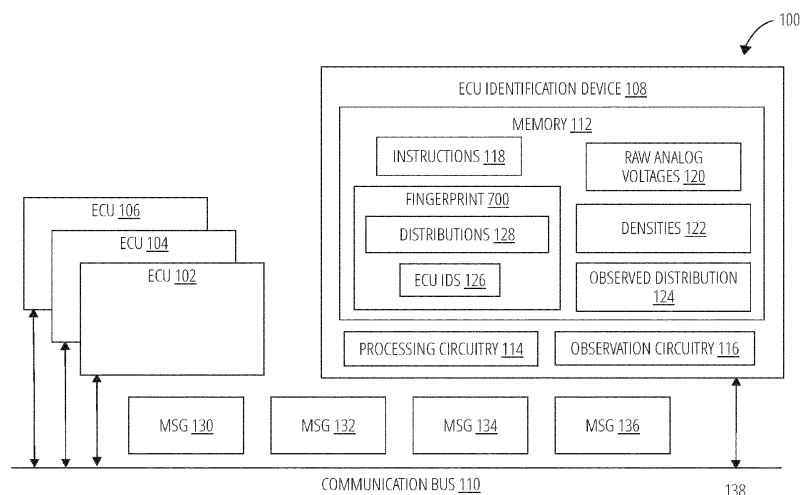 100
ECU IDENTIFICATION DEVICE 108
MEMORY 112
INSTRUCTIONS 118
RAW ANALOG
VOLTAGES 120
FINGERPRINT 700
DISTRIBUTIONS 128
ECU IDS 126
DENSITIES 122
OBSERVED DISTRIBUTION
124
PROCESSING CIRCUITRY 114
OBSERVATION CIRCUITRY 116
ECU 106
ECU 104
ECU 102
MSG 130
MSG 132
MSG 134
MSG 136
COMMUNICATION BUS 110
138